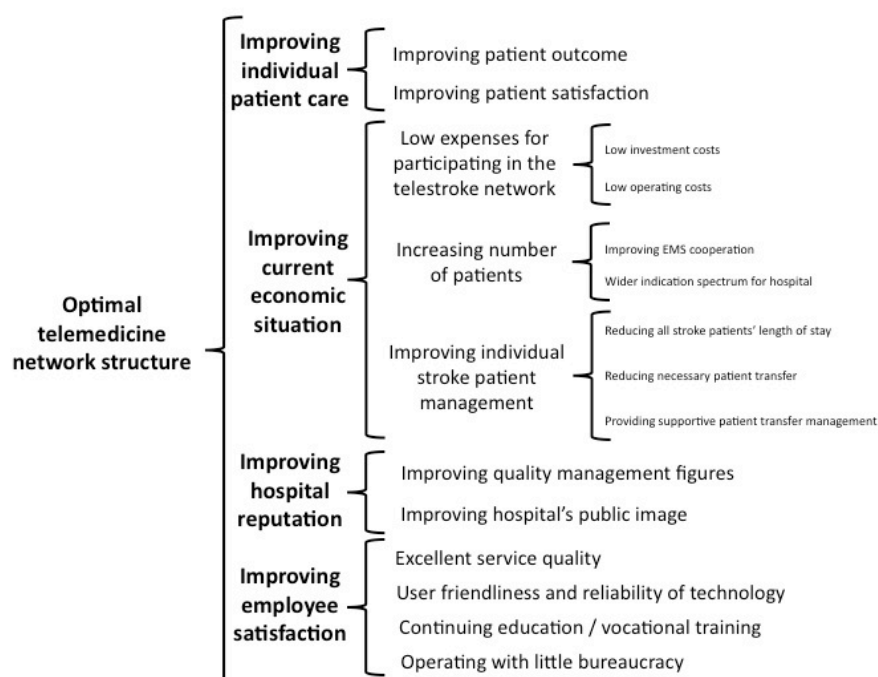 Optimal
telemedicine
network structure
Improving
individual
patient care
Improving patient outcome
Improving patient satisfaction
Improving
current
economic
situation
Low expenses for
participating in the
telestroke network
Low investment costs
Low operating costs
Increasing number
of patients
Improving EMS cooperation
Wider indication spectrum for hospital
Improving individual
stroke patient
management
Reducing all stroke patients’ length of stay
Reducing necessary patient transfer
Providing supportive patient transfer management
Improving
hospital
reputation
Improving quality management figures
Improving hospital’s public image
Improving
employee
satisfaction
Excellent service quality
User friendliness and reliability of technology
Continuing education / vocational training
Operating with little bureaucracy